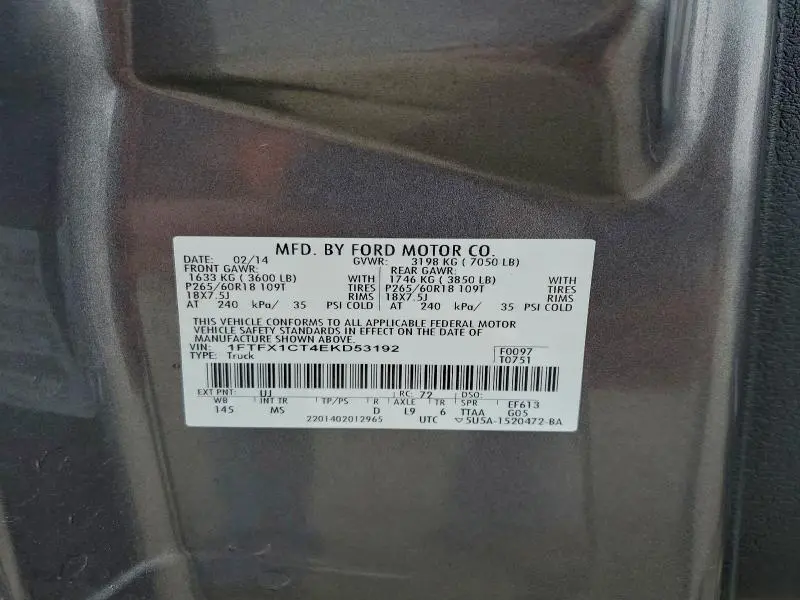 MFD. BY FORD MOTOR CO.
DATE: 02/14 GVWR: 3198 KG ( 7050 LB)
FRONT GAWR: REAR GAWR:
1633 KG ( 3600 LB) WITH 1746 KG ( 3850 LB) WITH
P265/60R18 109T TIRES P265/60R18 109T TIRES
18X7.5J RIMS 18X7.5J RIMS
AT 240 kPa/ 35 PSI COLD AT 240 kPa/ 35 PSI COLD
THIS VEHICLE CONFORMS TO ALL APPLICABLE FEDERAL MOTOR
VEHICLE SAFETY STANDARDS IN EFFECT ON THE DATE OF
MANUFACTURE SHOWN ABOVE.
VIN: 1FTFX1CT4EKD53192 F0097
TYPE: Truck T0751
EXT PNT: UJ RC: 72 DSO:
WB INT TR TP/PS R AXLE TR SPR EF613
145 MS D L9 6 TTAA G05
2201402012965 UTC ▽5U5A-1520472-BA